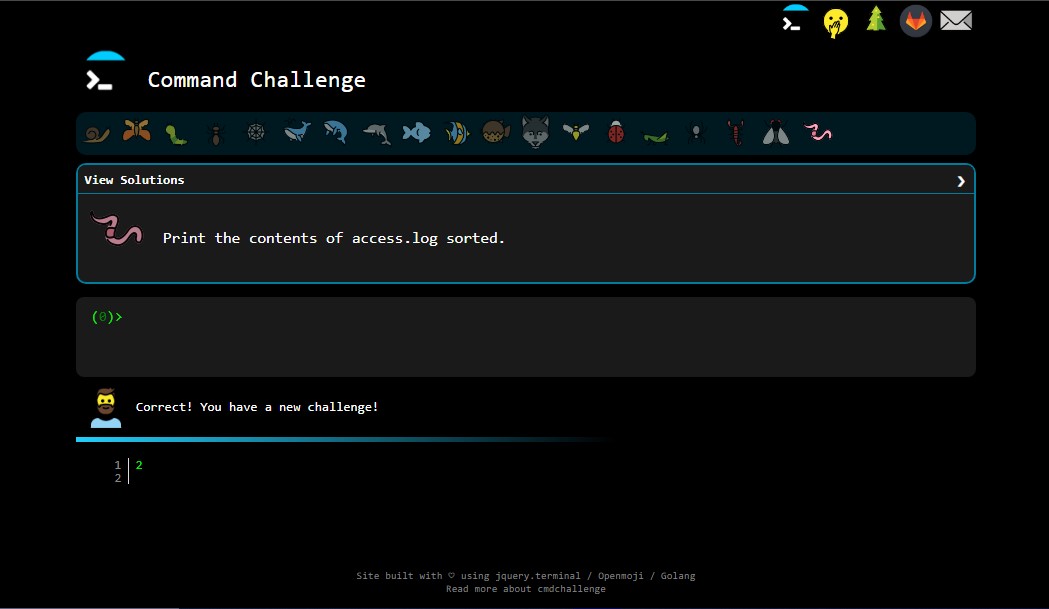 Command Challenge
View Solutions
Print the contents of access.log sorted.
(0)>
Correct! You have a new challenge!
1 2
2
Site built with ♡ using jquery.terminal / Openmoji / Golang
Read more about cmdchallenge